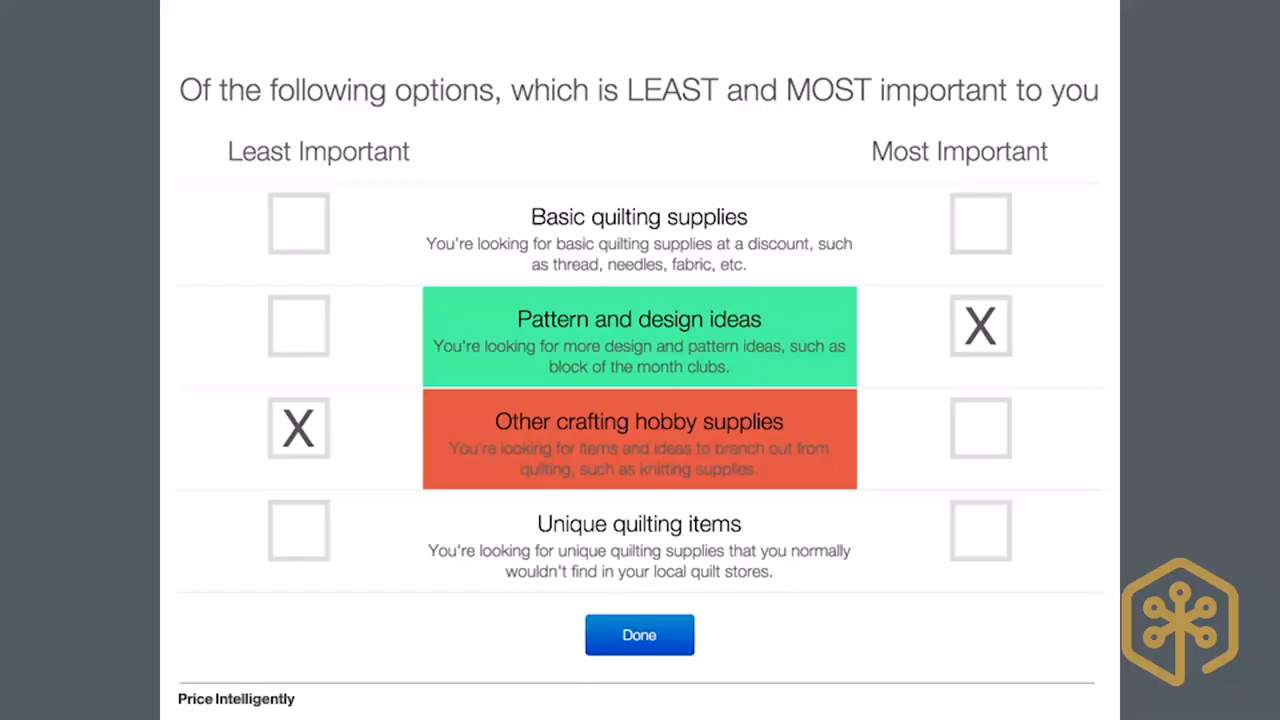 Of the following options, which is LEAST and MOST important to you
Least Important
Most Important
Basic quilting supplies
You're looking for basic quilting supplies at a discount, such
as thread, needles, fabric, etc.
Pattern and design ideas
You're looking for more design and pattern ideas, such as
block of the month clubs.
X
X
Other crafting hobby supplies
You're looking for items and ideas to branch out from
quilting, such as knitting supplies.
Unique quilting items
You're looking for unique quilting supplies that you normally
wouldn't find in your local quilt stores.
Done
Price Intelligently